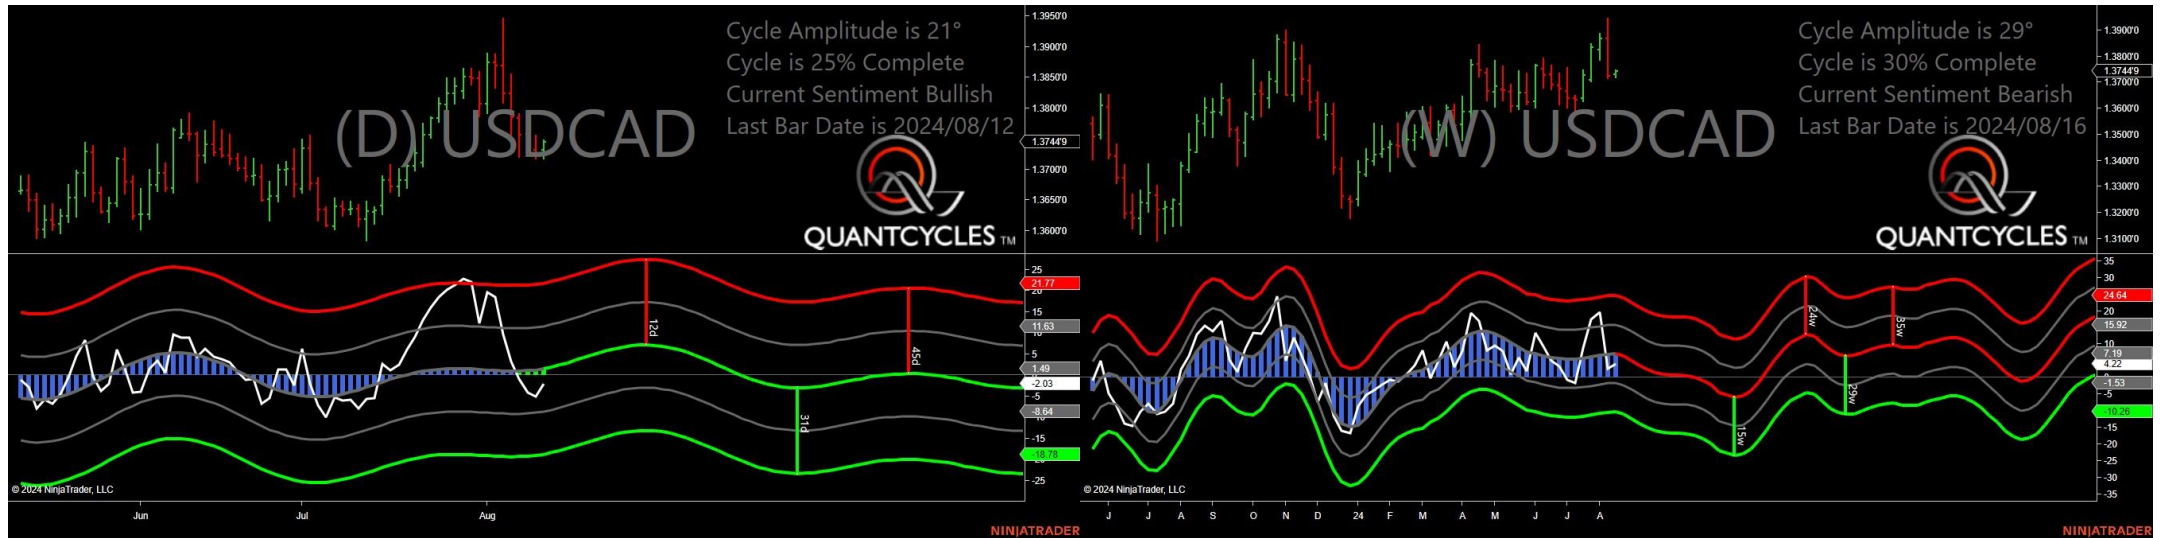 Cycle Amplitude is 21°
Cycle is 25% Complete
Current Sentiment Bullish
Last Bar Date is 2024/08/12
(D) USDCAD
QUANTCYCLES TM
1.3950'0
1.3900'0
1.3850'0
1.3800'0
1.3744'9
1.3700'0
1.3650'0
1.3600'0
25
21.77
20
15
11.63
5
1.49
-2.03
-5
-8.64
-15
-18.78
-25
12d
45d
31d
© 2024 NinjaTrader, LLC
Jun
Jul
Aug
NINJATRADER
Cycle Amplitude is 29°
Cycle is 30% Complete
Current Sentiment Bearish
Last Bar Date is 2024/08/16
(W) USDCAD
QUANTCYCLES TM
1.3900'0
1.3800'0
1.3744'9
1.3700'0
1.3600'0
1.3500'0
1.3400'0
1.3300'0
1.3200'0
1.3100'0
35
30
24.64
20
15.92
10
7.19
4.22
-1.53
-5
-10.26
-15
-20
-25
-30
-35
24w
35w
29w
15w
© 2024 NinjaTrader, LLC
J
J
A
S
O
N
D
24
F
M
A
M
J
J
A
NINJATRADER